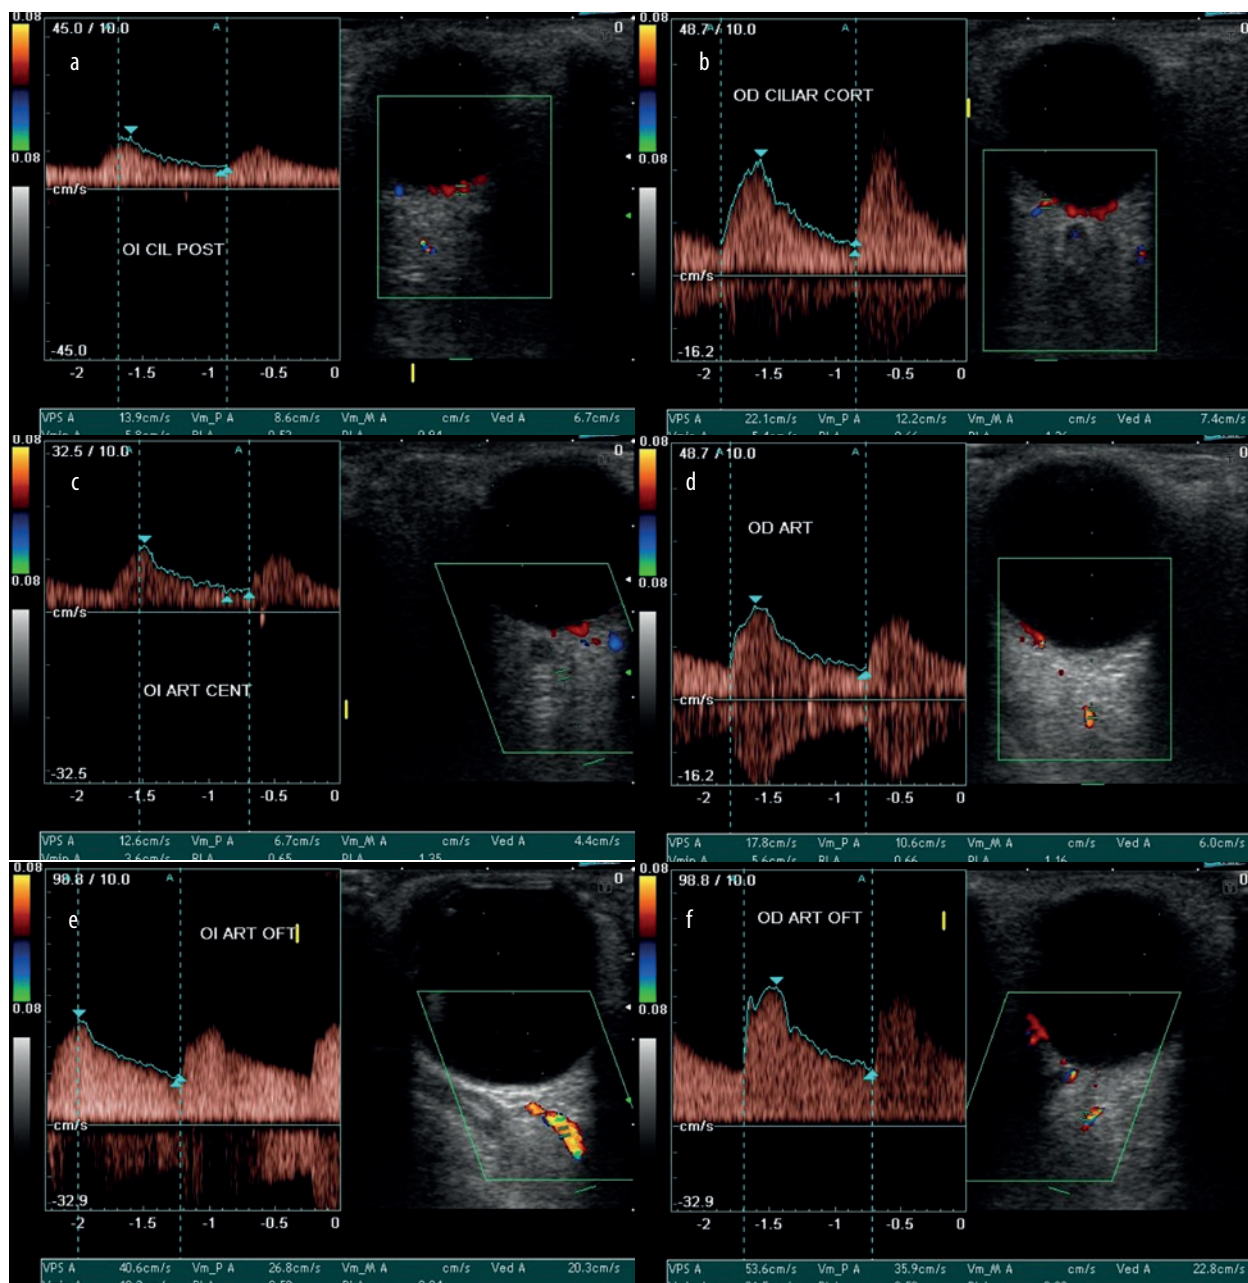 0.08
45.0 / 10.0
A
A
a
0
0.08
cm/s
OI CIL POST
-45.0
-2 -1.5 -1 -0.5 0
VPS A 13.9cm/s Vm_P A 8.6cm/s Vm_M A cm/s Ved A 6.7cm/s
0.08
48.7 / 10.0
A
A
b
0
OD CILIAR CORT
0.08
cm/s
-16.2
-2 -1.5 -1 -0.5 0
VPS A 22.1cm/s Vm_P A 12.2cm/s Vm_M A cm/s Ved A 7.4cm/s
0.08
32.5 / 10.0
A
A
c
0
0.08
cm/s
OI ART CENT
-32.5
-2 -1.5 -1 -0.5 0
VPS A 12.6cm/s Vm_P A 6.7cm/s Vm_M A cm/s Ved A 4.4cm/s
0.08
48.7 / 10.0
A
A
d
0
OD ART
0.08
cm/s
-16.2
-2 -1.5 -1 -0.5 0
VPS A 17.8cm/s Vm_P A 10.6cm/s Vm_M A cm/s Ved A 6.0cm/s
0.08
98.8 / 10.0
A
A
e
0
OI ART OFT
0.08
cm/s
-32.9
-2 -1.5 -1 -0.5 0
VPS A 40.6cm/s Vm_P A 26.8cm/s Vm_M A cm/s Ved A 20.3cm/s
0.08
98.8 / 10.0
A
A
f
0
OD ART OFT
0.08
cm/s
-32.9
-2 -1.5 -1 -0.5 0
VPS A 53.6cm/s Vm_P A 35.9cm/s Vm_M A cm/s Ved A 22.8cm/s